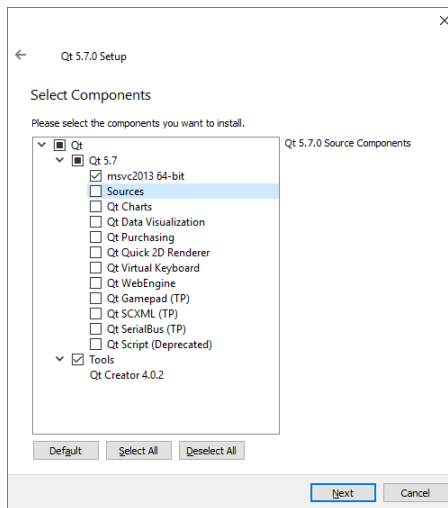 Qt 5.7.0 Setup
Select Components
Please select the components you want to install.
Qt
Qt 5.7.0 Source Components
Qt 5.7
msvc2013 64-bit
Sources
Qt Charts
Qt Data Visualization
Qt Purchasing
Qt Quick 2D Renderer
Qt Virtual Keyboard
Qt WebEngine
Qt Gamepad (TP)
Qt SCXML (TP)
Qt SerialBus (TP)
Qt Script (Deprecated)
Tools
Qt Creator 4.0.2
Default Select All Deselect All
Next Cancel